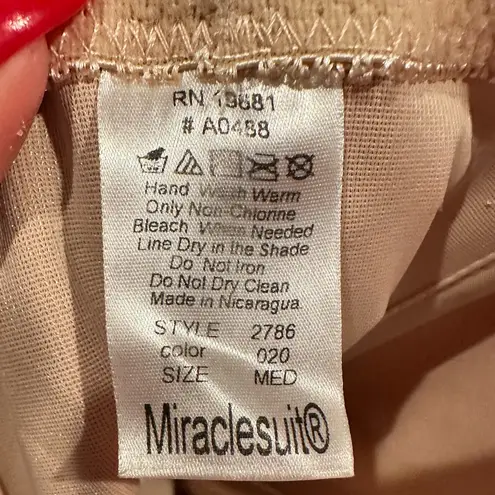 RN 13681
# A0488
Hand Wash Warm
Only Non-Chlorine
Bleach When Needed
Line Dry in the Shade
Do Not Iron
Do Not Dry Clean
Made in Nicaragua
STYLE 2786
color 020
SIZE MED
Miraclesuit®